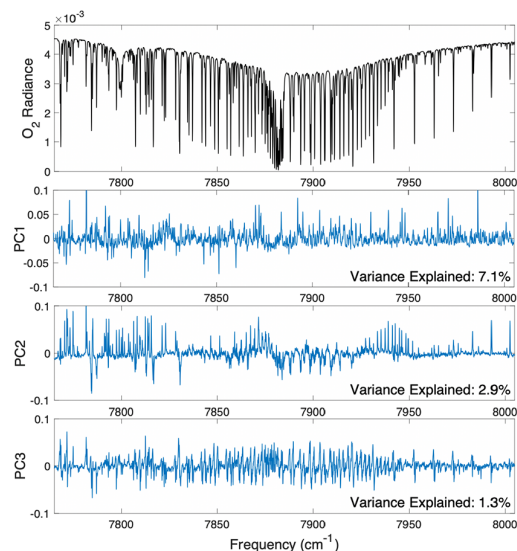 ×10⁻³
5
4
3
2
1
0
O₂ Radiance
7800 7850 7900 7950 8000
0.1
0.05
0
-0.05
-0.1
PC1
Variance Explained: 7.1%
7800 7850 7900 7950 8000
0.1
0
-0.1
PC2
Variance Explained: 2.9%
7800 7850 7900 7950 8000
0.1
0
-0.1
PC3
Variance Explained: 1.3%
7800 7850 7900 7950 8000
Frequency (cm⁻¹)